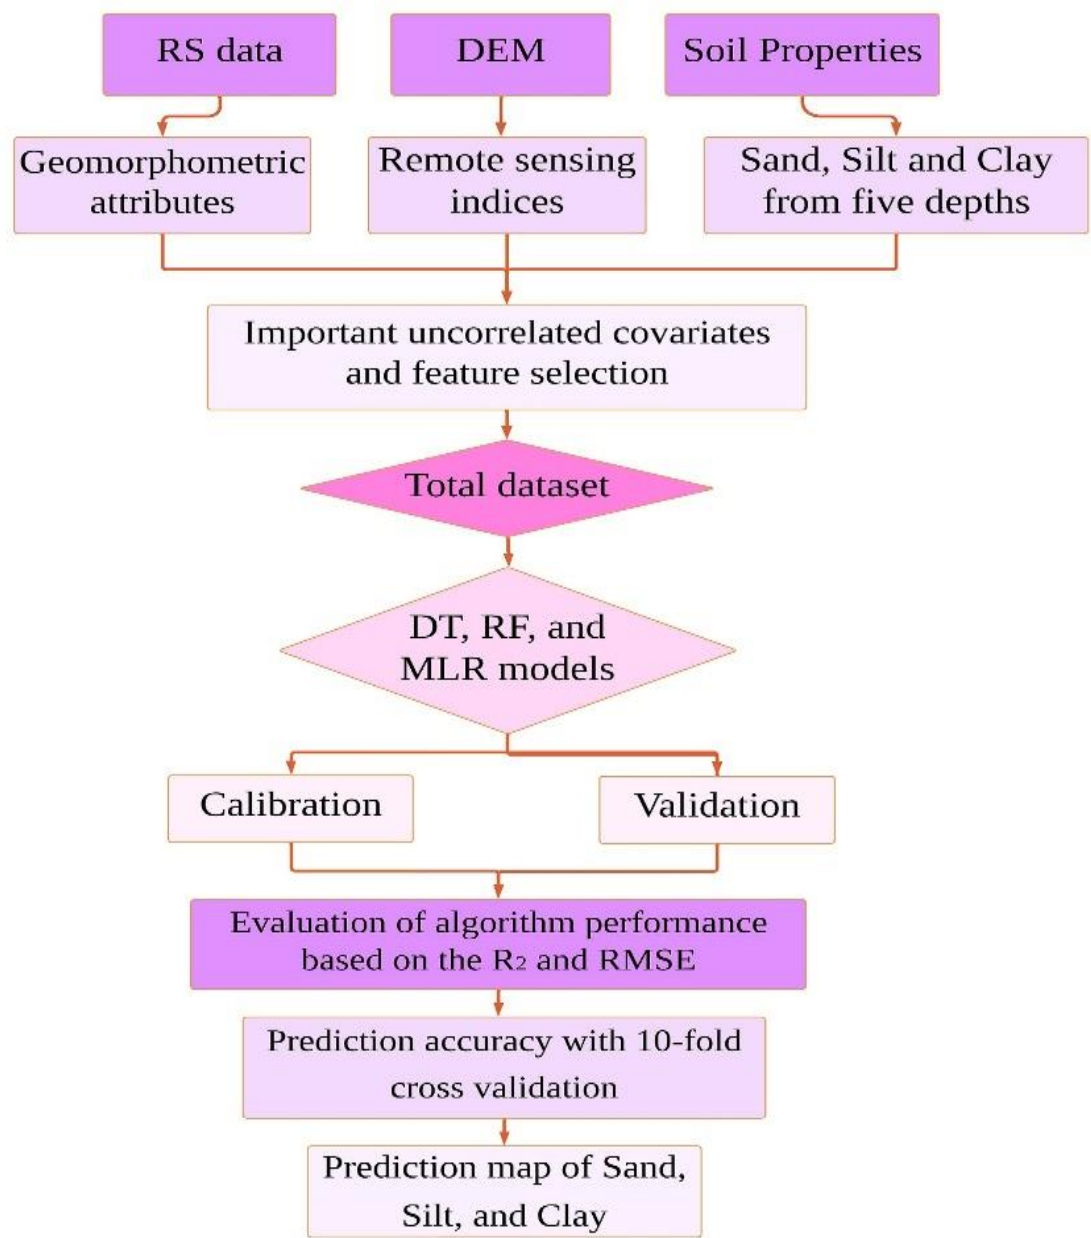 RS data
DEM
Soil Properties
Geomorphometric
attributes
Remote sensing
indices
Sand, Silt and Clay
from five depths
Important uncorrelated covariates
and feature selection
Total dataset
DT, RF, and
MLR models
Calibration
Validation
Evaluation of algorithm performance
based on the R₂ and RMSE
Prediction accuracy with 10-fold
cross validation
Prediction map of Sand,
Silt, and Clay